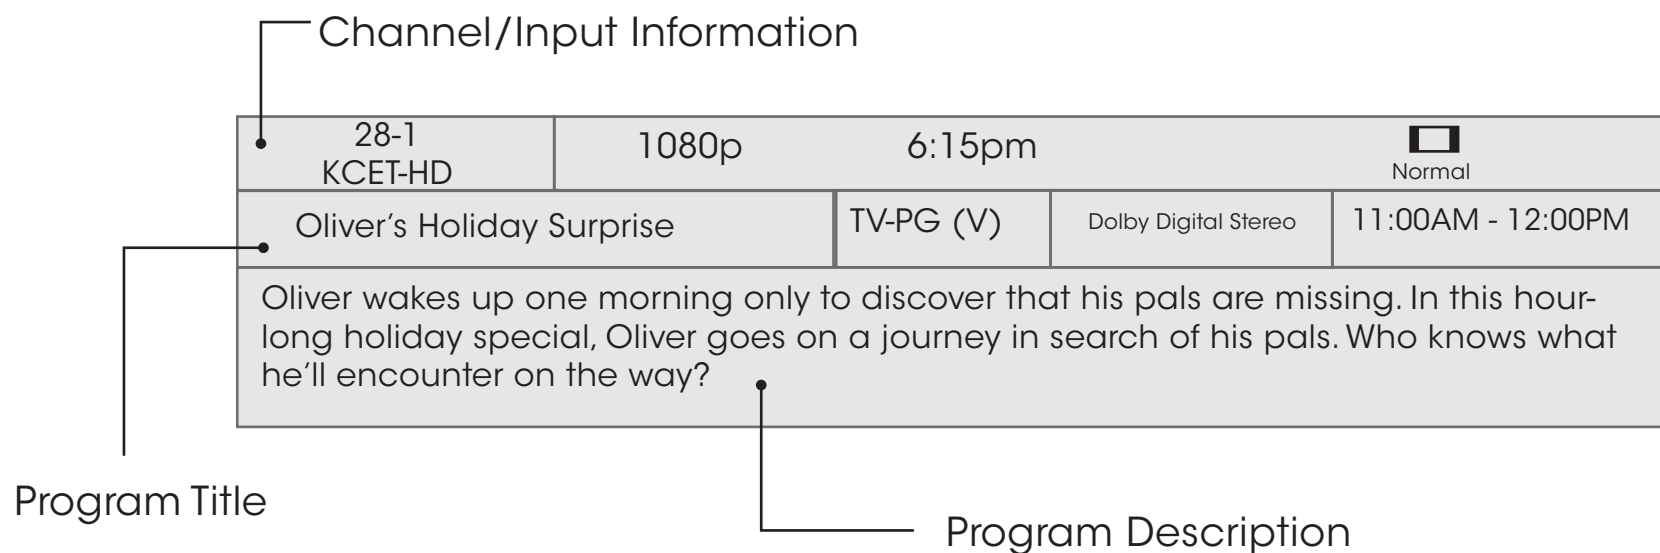 Channel/Input Information
28-1
KCET-HD
1080p
6:15pm
Normal
Oliver's Holiday Surprise
TV-PG (V)
Dolby Digital Stereo
11:00AM - 12:00PM
Oliver wakes up one morning only to discover that his pals are missing. In this hour-
long holiday special, Oliver goes on a journey in search of his pals. Who knows what
he'll encounter on the way?
Program Title
Program Description